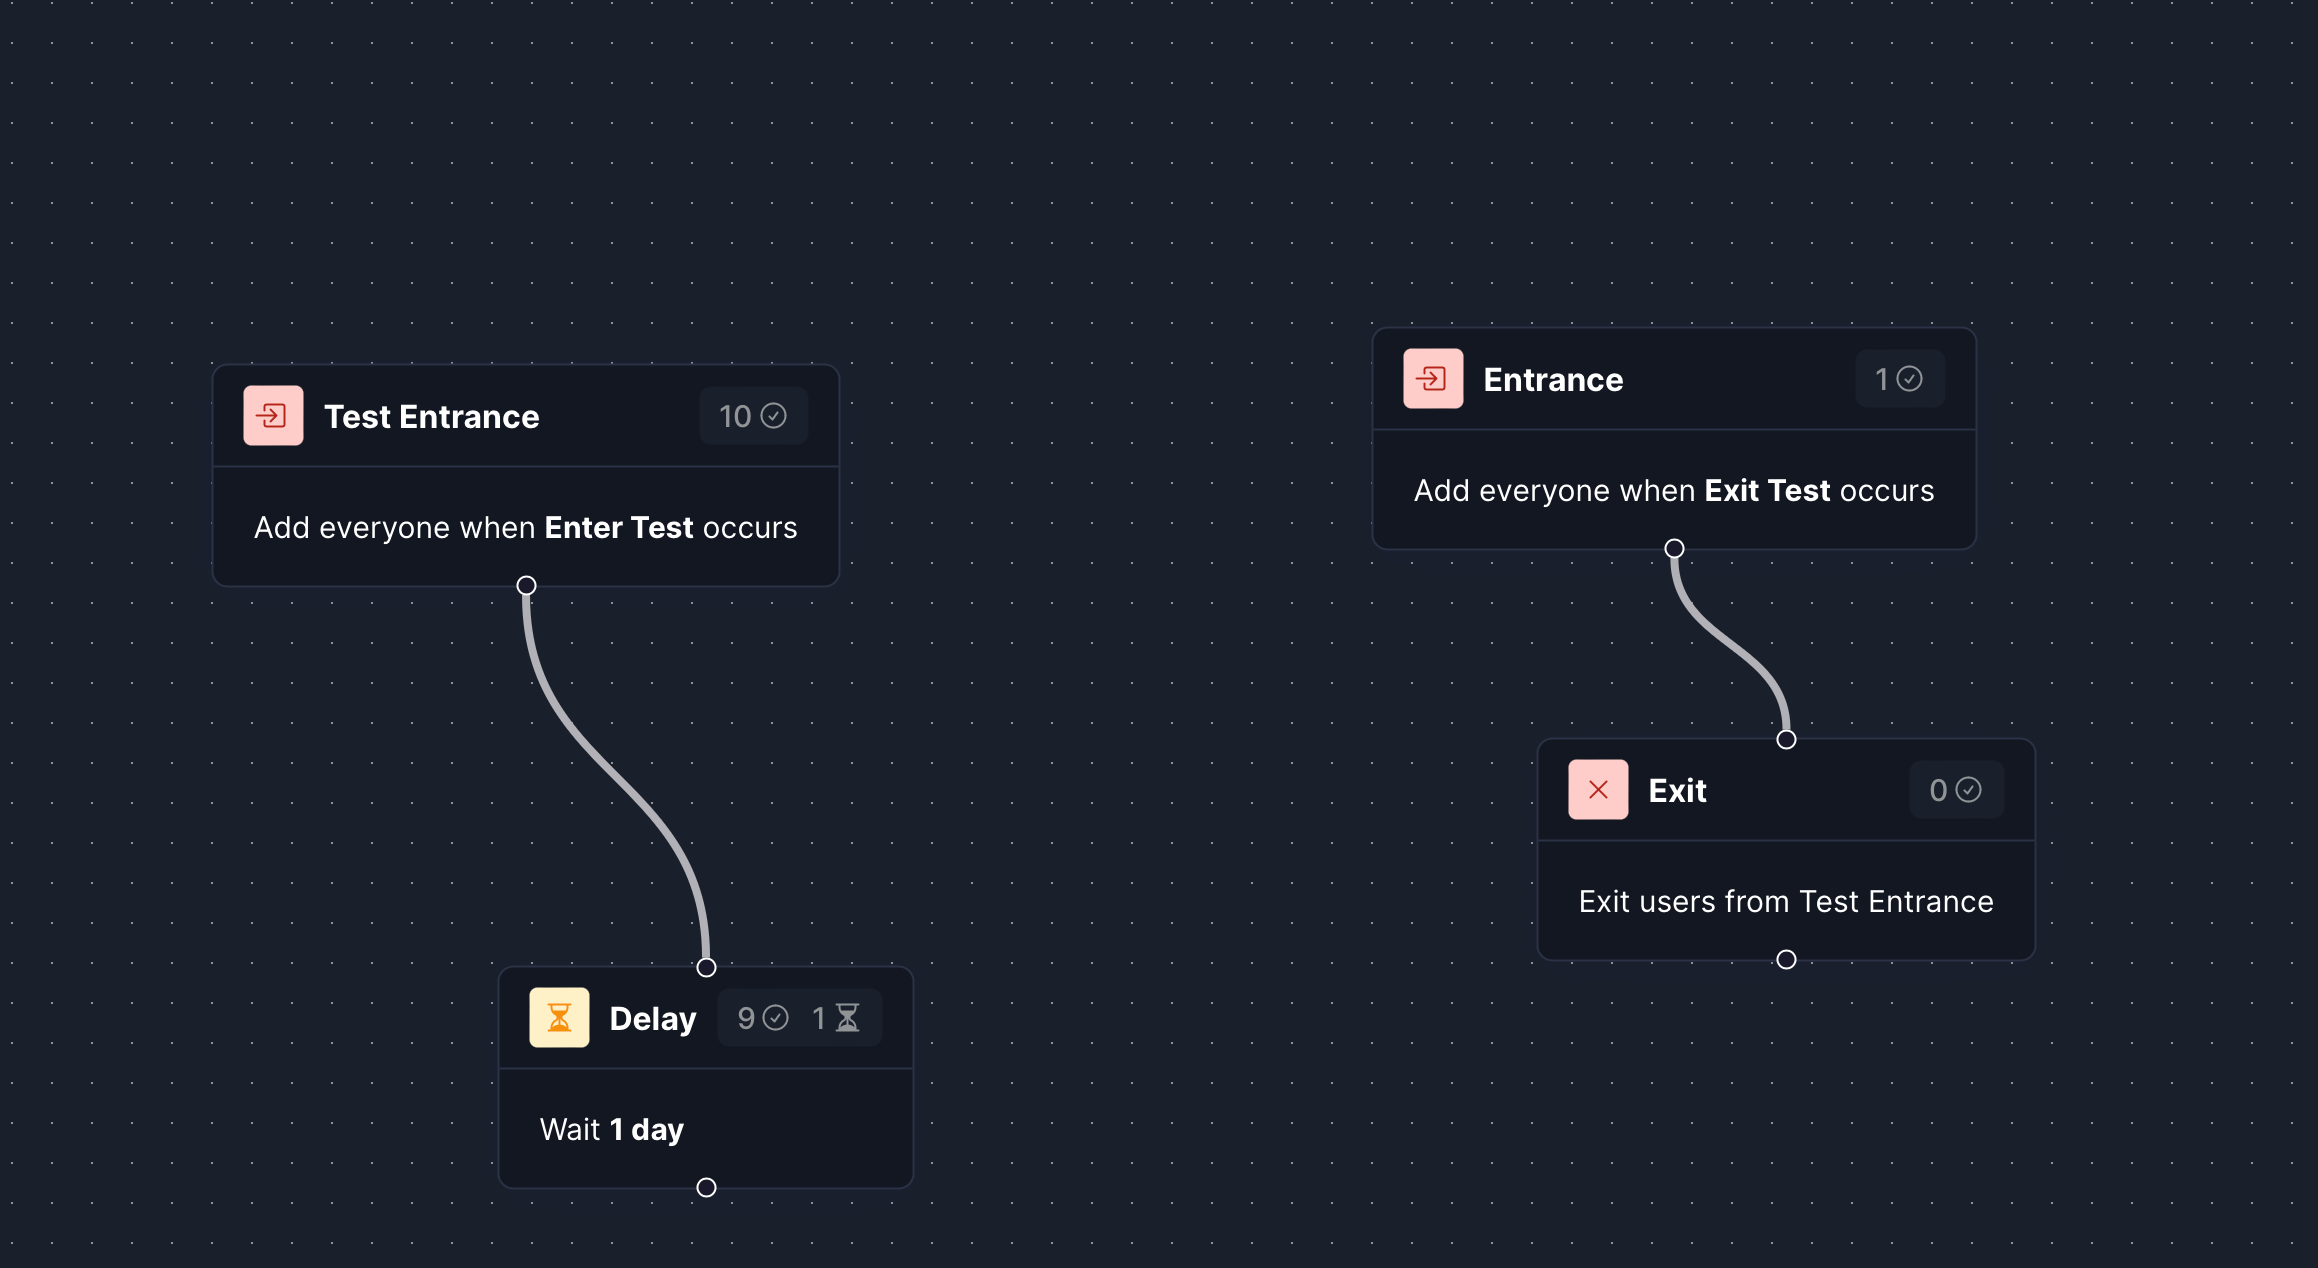 Test Entrance 10
Add everyone when Enter Test occurs
Delay 9 1
Wait 1 day
Entrance 1
Add everyone when Exit Test occurs
Exit 0
Exit users from Test Entrance